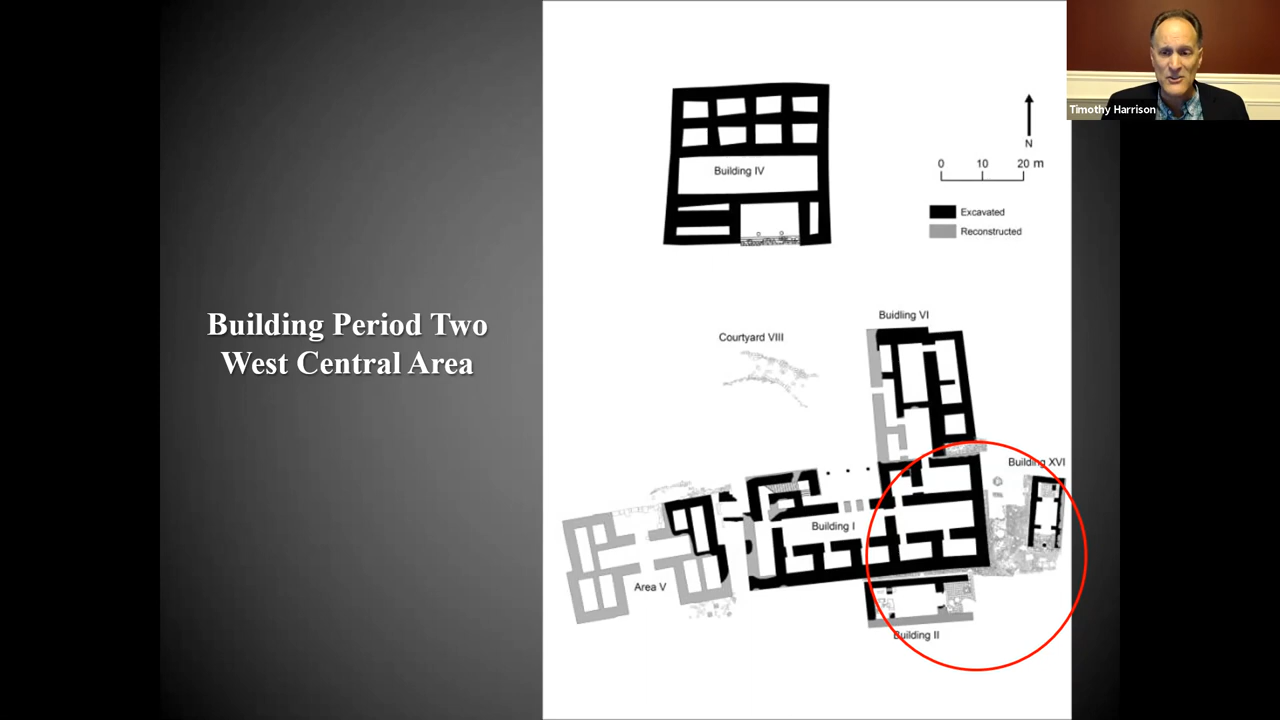 Timothy Harrison
Building Period Two
West Central Area
Building IV
N
0 10 20 m
Excavated
Reconstructed
Buidling VI
Courtyard VIII
Building XVI
Building I
Area V
Building II